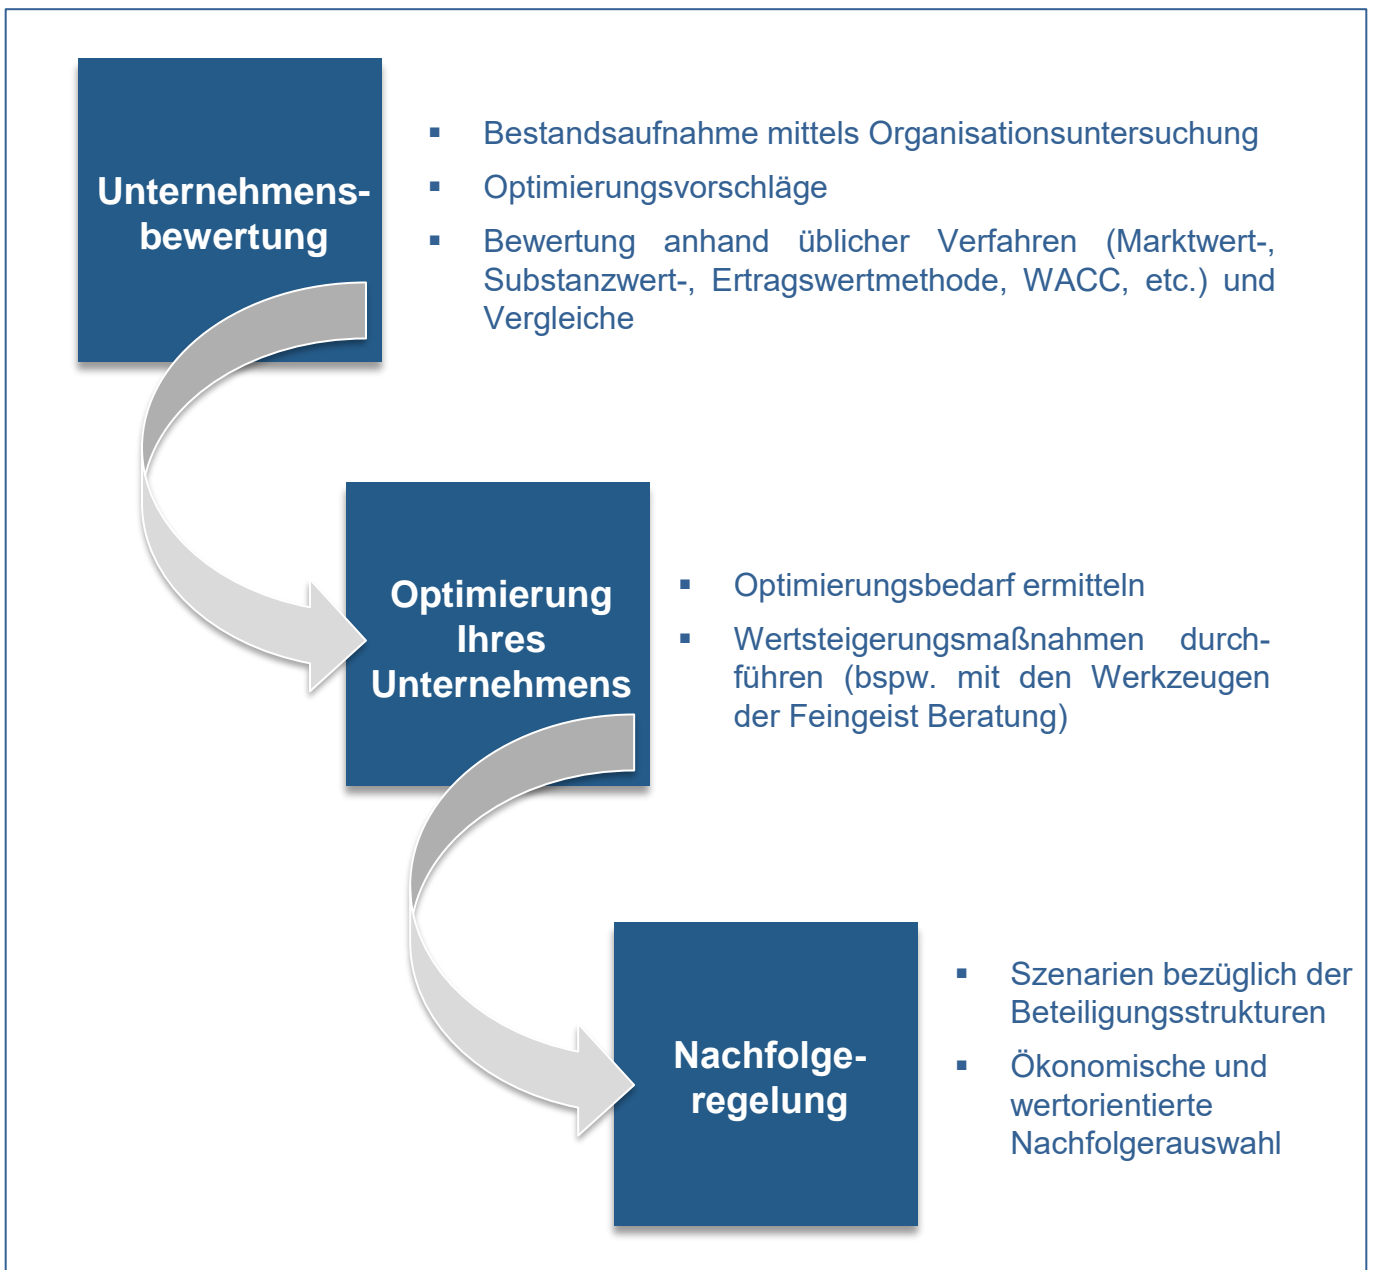 Unternehmens-
bewertung
▪ Bestandsaufnahme mittels Organisationsuntersuchung
▪ Optimierungsvorschläge
▪ Bewertung anhand üblicher Verfahren (Marktwert-,
Substanzwert-, Ertragswertmethode, WACC, etc.) und
Vergleiche
Optimierung
Ihres
Unternehmens
▪ Optimierungsbedarf ermitteln
▪ Wertsteigerungsmaßnahmen durch-
führen (bspw. mit den Werkzeugen
der Feingeist Beratung)
Nachfolge-
regelung
▪ Szenarien bezüglich der
Beteiligungsstrukturen
▪ Ökonomische und
wertorientierte
Nachfolgerauswahl